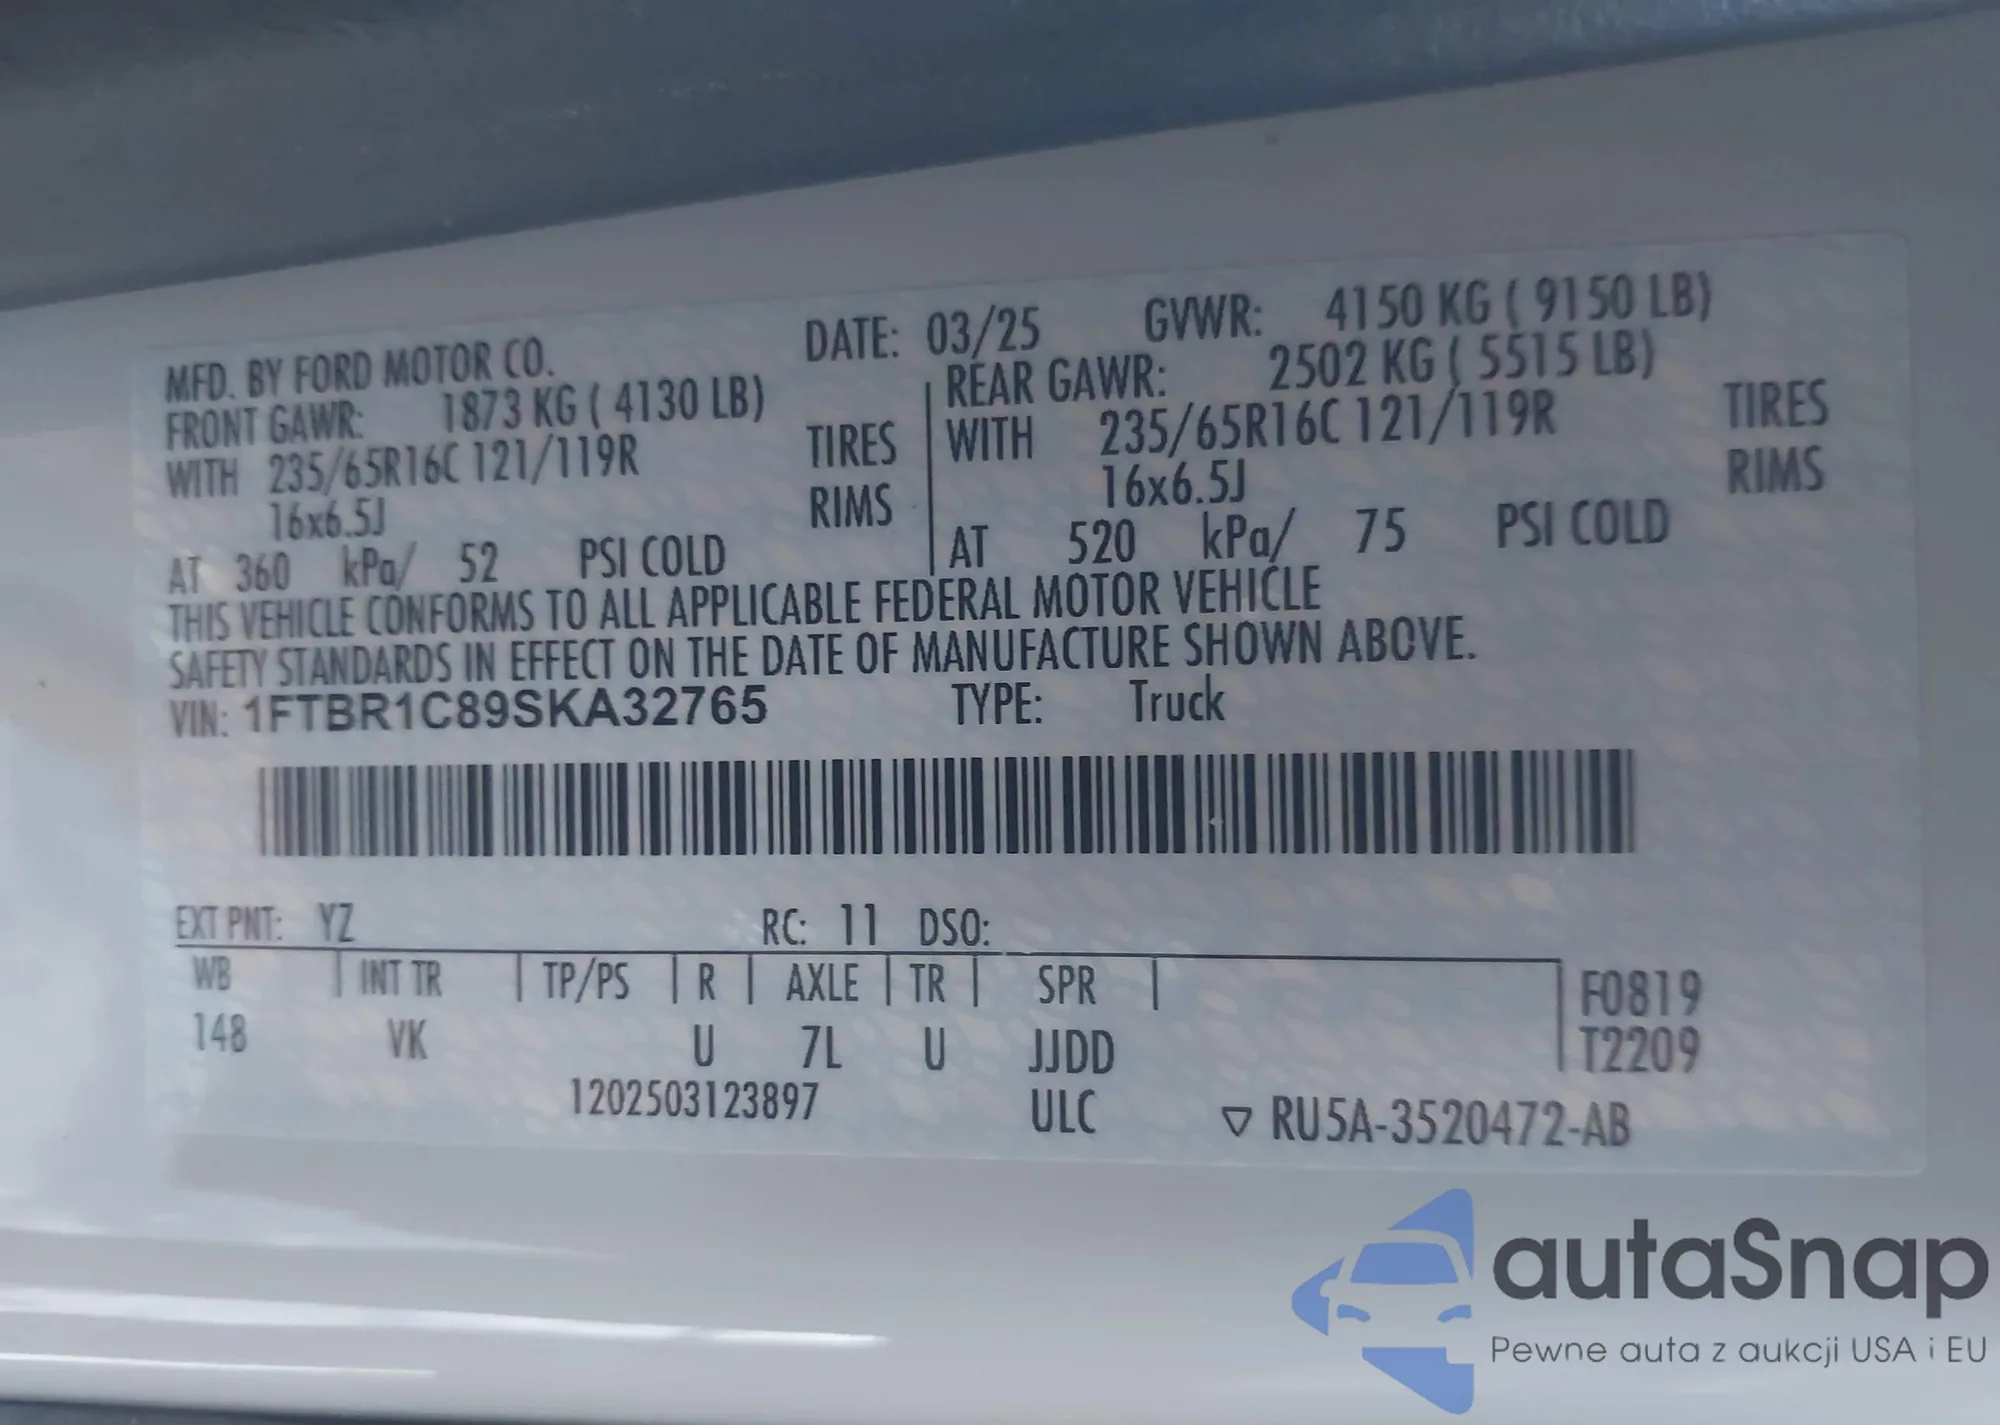 MFD. BY FORD MOTOR CO. DATE: 03/25 GVWR: 4150 KG ( 9150 LB)
FRONT GAWR: 1873 KG ( 4130 LB) REAR GAWR: 2502 KG ( 5515 LB)
WITH 235/65R16C 121/119R TIRES WITH 235/65R16C 121/119R TIRES
16x6.5J RIMS 16x6.5J RIMS
AT 360 kPa/ 52 PSI COLD AT 520 kPa/ 75 PSI COLD
THIS VEHICLE CONFORMS TO ALL APPLICABLE FEDERAL MOTOR VEHICLE
SAFETY STANDARDS IN EFFECT ON THE DATE OF MANUFACTURE SHOWN ABOVE.
VIN: 1FTBR1C89SKA32765 TYPE: Truck
EXT PNT: YZ RC: 11 DSO:
WB INT TR TP/PS R AXLE TR SPR F0819
148 VK U 7L U JJDD T2209
1202503123897 ULC ▽ RU5A-3520472-AB
autaSnap
Pewne auta z aukcji USA i EU